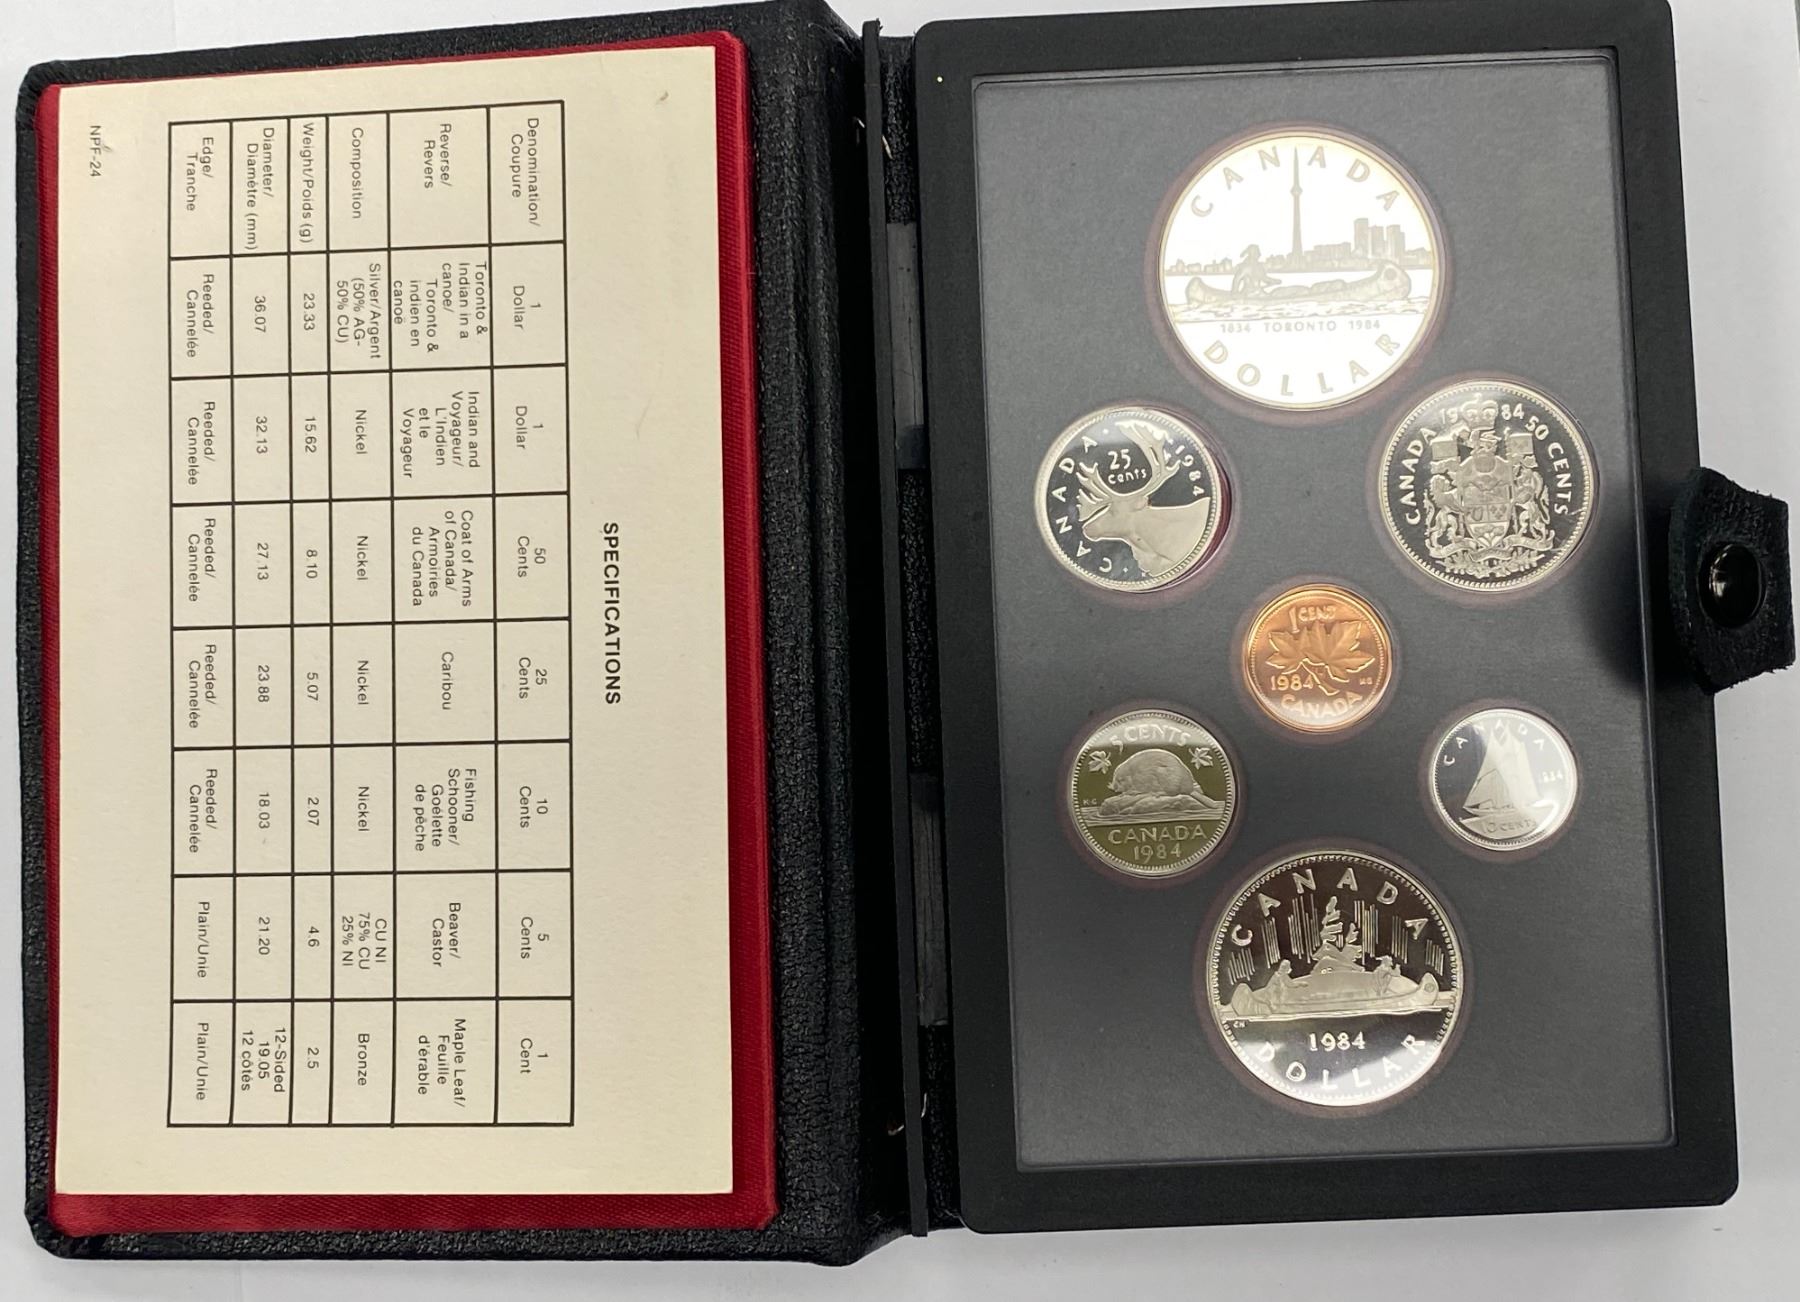 SPECIFICATIONS
Denomination/
Coupure
1
Dollar
1
Dollar
50
Cents
25
Cents
10
Cents
5
Cents
1
Cent
Reverse/
Revers
Toronto &
Indian in a
canoe/
Toronto &
indien en
canoë
Indian and
Voyageur/
L'Indien
et le
Voyageur
Coat of Arms
of Canada/
Armoiries
du Canada
Caribou
Fishing
Schooner/
Goélette
de pêche
Beaver/
Castor
Maple Leaf/
Feuille
d'érable
Composition
Silver/Argent
(50% AG-
50% CU)
Nickel
Nickel
Nickel
Nickel
CU NI
75% CU
25% NI
Bronze
Weight/Poids (g)
23.33
15.62
8.10
5.07
2.07
4.6
2.5
Diameter/
Diamètre (mm)
36.07
32.13
27.13
23.88
18.03
21.20
12-Sided
19.05
12 côtés
Edge/
Tranche
Reeded/
Cannelée
Reeded/
Cannelée
Reeded/
Cannelée
Reeded/
Cannelée
Reeded/
Cannelée
Plain/Unie
Plain/Unie
NPF-24
CANADA
1834 TORONTO 1984
DOLLAR
CANADA 1984
25
cents
CANADA 1984 50 CENTS
1 CENT
1984
CANADA
5 CENTS
K·G
CANADA
1984
CANADA
1984
10 CENTS
CANADA
1984
DOLLAR